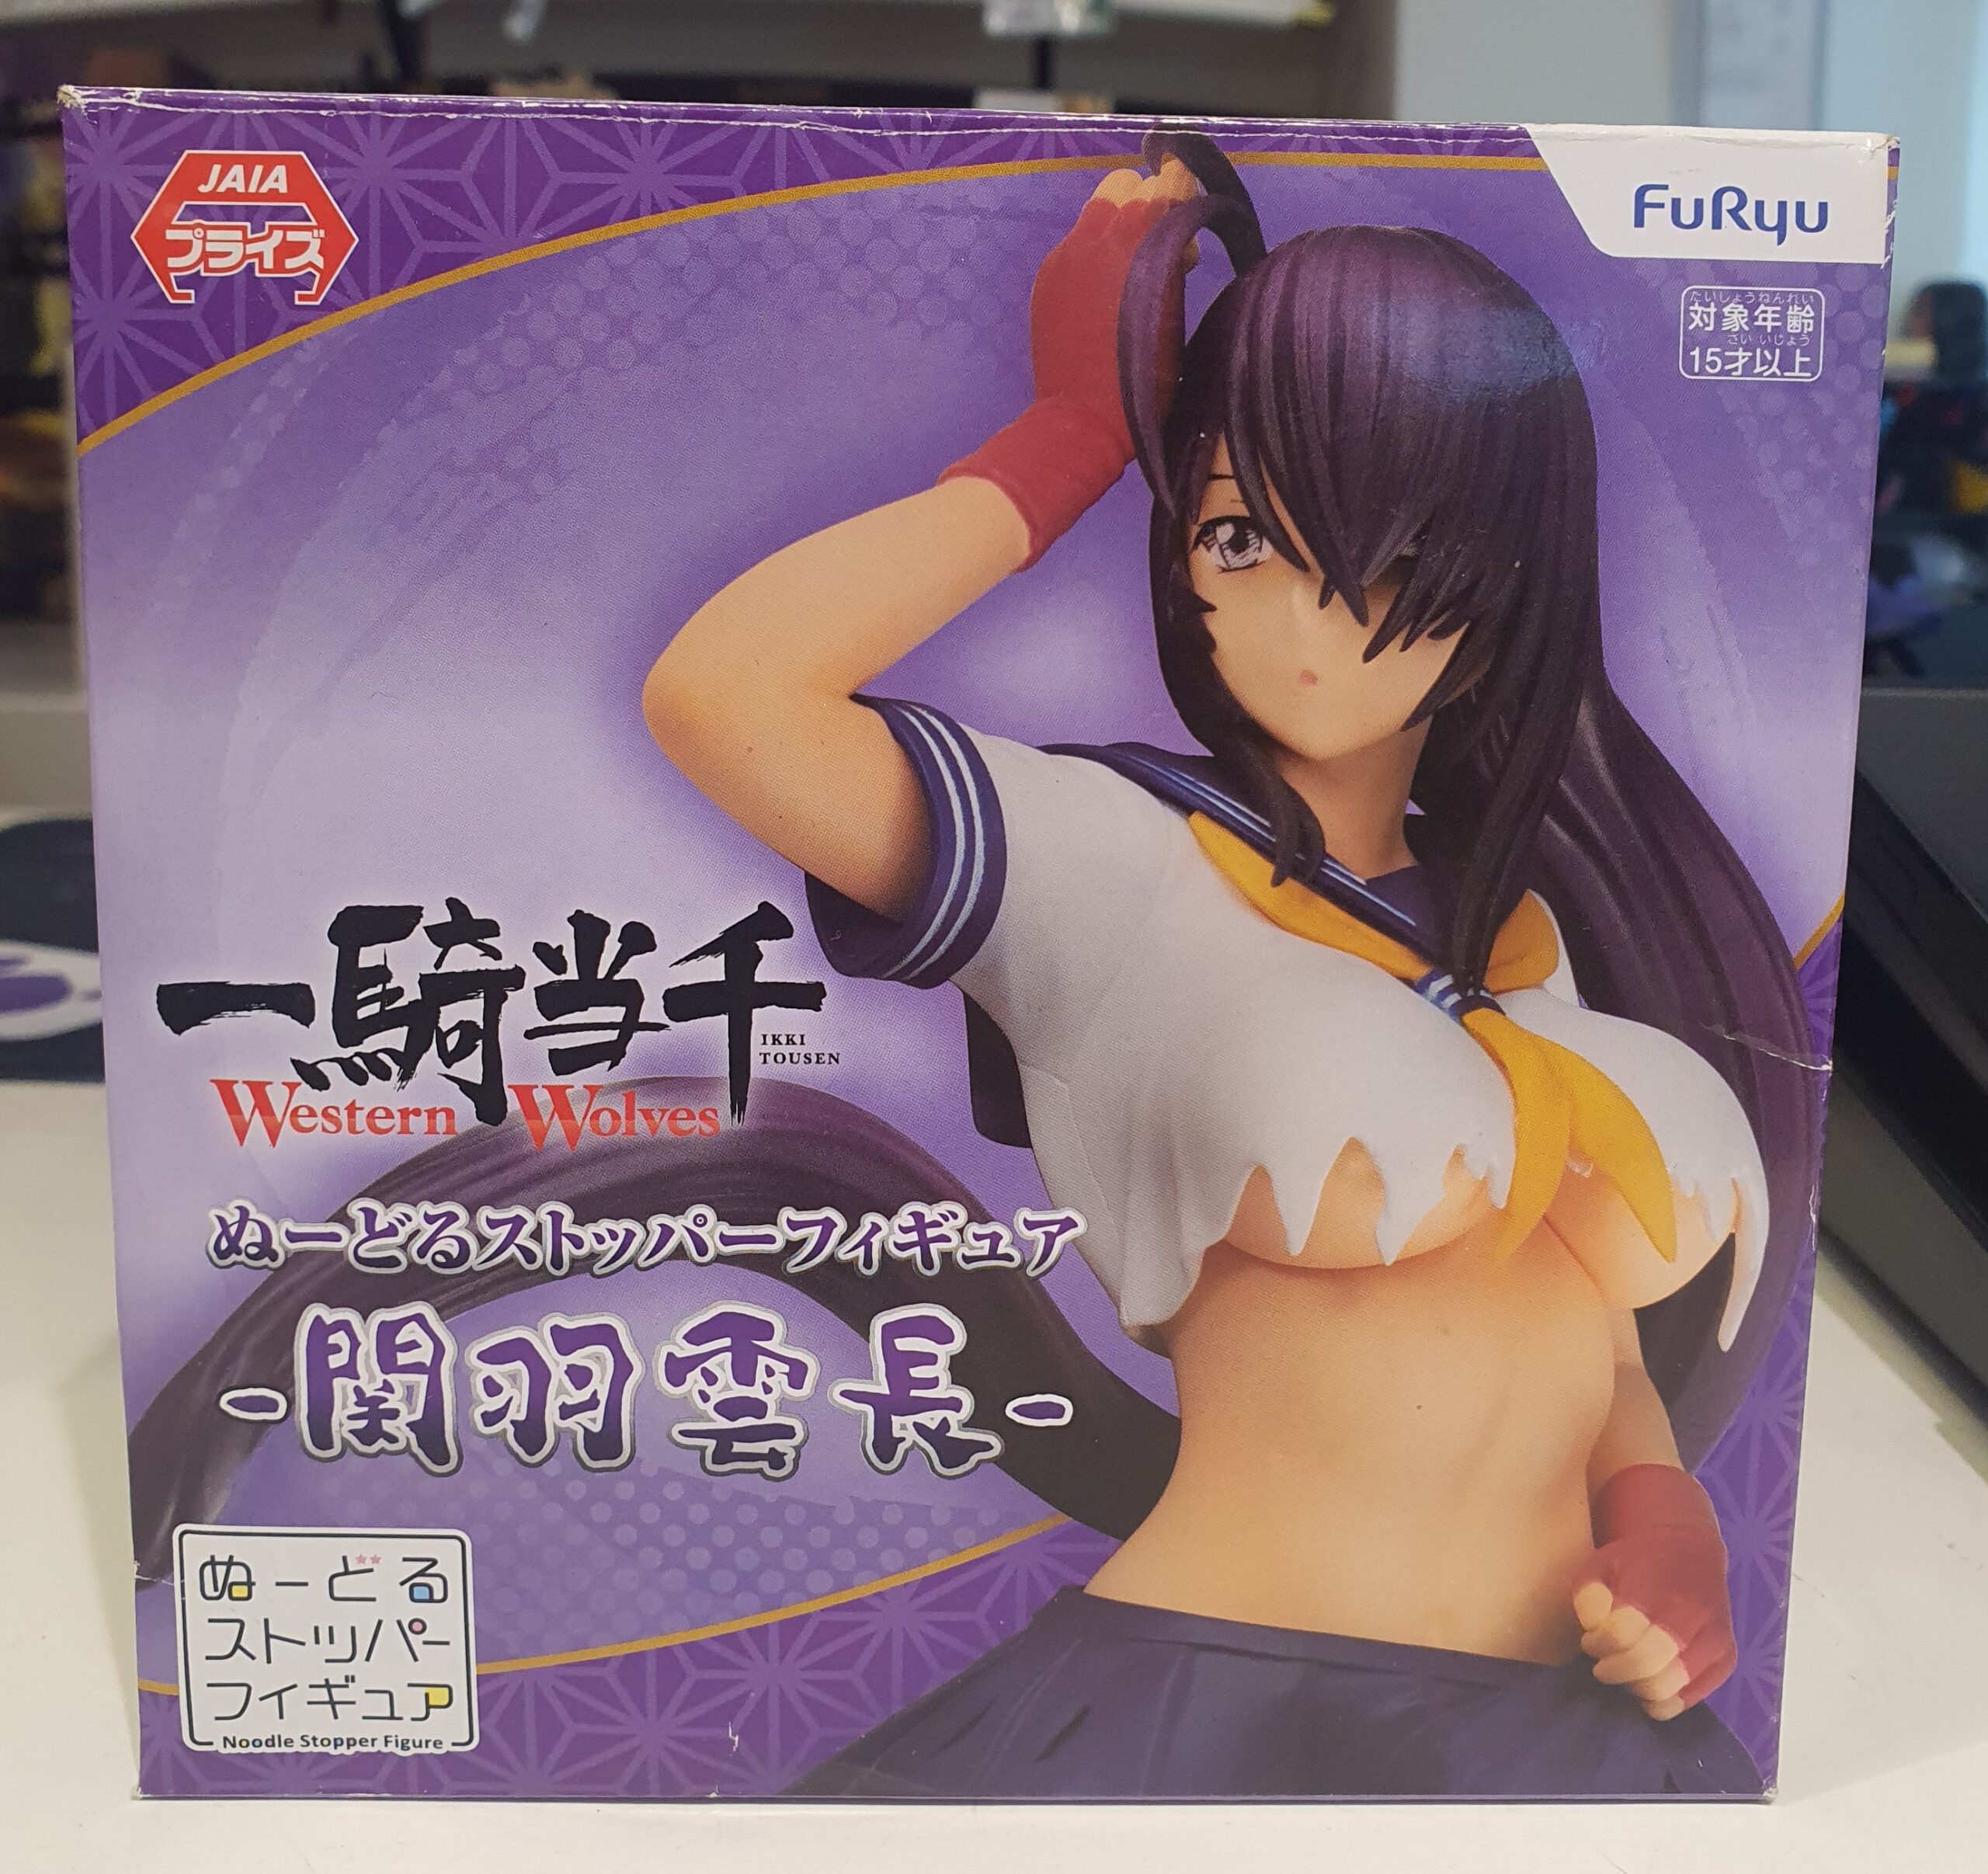 JAIA
プライズ
FuRyu
たいしょうねんれい
対象年齢
さい いじょう
15才以上
一騎当千
IKKI
TOUSEN
Western Wolves
ぬーどるストッパーフィギュア
-関羽雲長-
ぬーどる
ストッパー
フィギュア
Noodle Stopper Figure